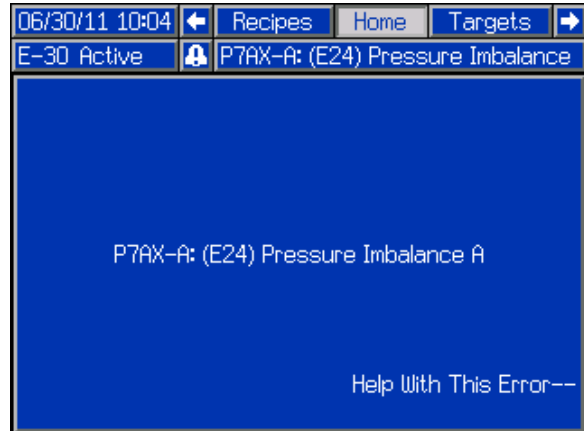 06/30/11 10:04 Recipes Home Targets
E-30 Active P7AX-A: (E24) Pressure Imbalance
P7AX-A: (E24) Pressure Imbalance A
Help With This Error--